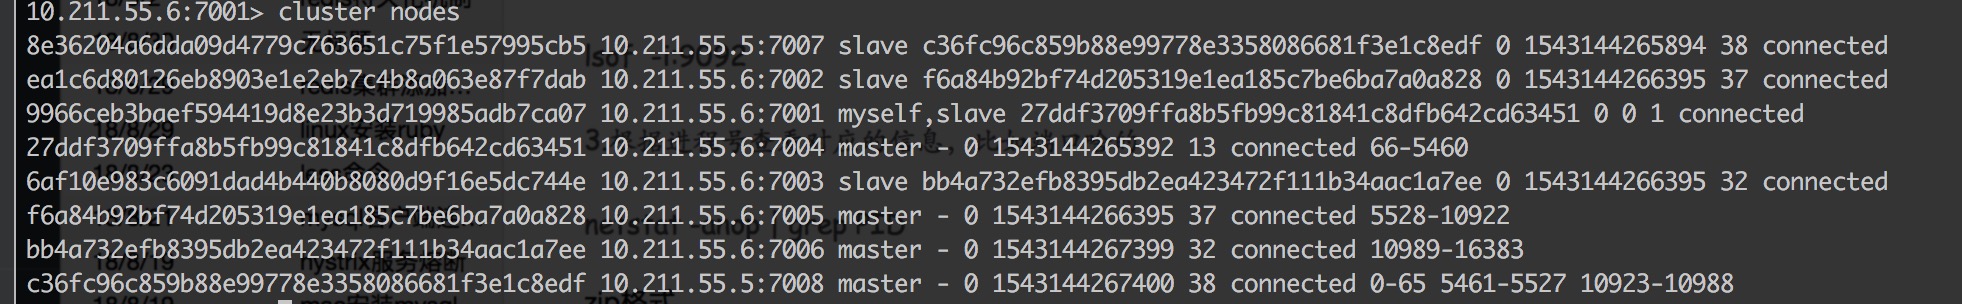 10.211.55.6:7001> cluster nodes
8e36204a6dda09d4779c763651c75f1e57995cb5 10.211.55.5:7007 slave c36fc96c859b88e99778e3358086681f3e1c8edf 0 1543144265894 38 connected
ea1c6d80126eb8903e1e2eb7c4b8a063e87f7dab 10.211.55.6:7002 slave f6a84b92bf74d205319e1ea185c7be6ba7a0a828 0 1543144266395 37 connected
9966ceb3baef594419d8e23b3d719985adb7ca07 10.211.55.6:7001 myself,slave 27ddf3709ffa8b5fb99c81841c8dfb642cd63451 0 0 1 connected
27ddf3709ffa8b5fb99c81841c8dfb642cd63451 10.211.55.6:7004 master - 0 1543144265392 13 connected 66-5460
6af10e983c6091dad4b440b8080d9f16e5dc744e 10.211.55.6:7003 slave bb4a732efb8395db2ea423472f111b34aac1a7ee 0 1543144266395 32 connected
f6a84b92bf74d205319e1ea185c7be6ba7a0a828 10.211.55.6:7005 master - 0 1543144266395 37 connected 5528-10922
bb4a732efb8395db2ea423472f111b34aac1a7ee 10.211.55.6:7006 master - 0 1543144267399 32 connected 10989-16383
c36fc96c859b88e99778e3358086681f3e1c8edf 10.211.55.5:7008 master - 0 1543144267400 38 connected 0-65 5461-5527 10923-10988